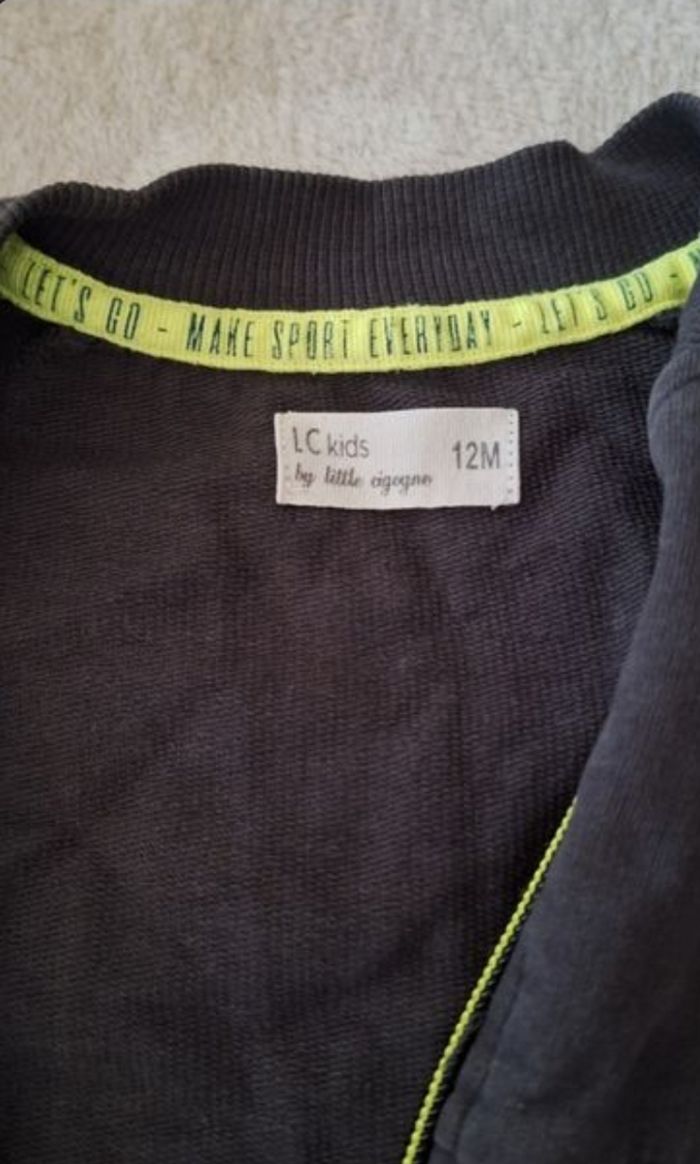 LET'S GO - MAKE SPORT EVERYDAY - LET'S GO -
LC kids 12M
by little cigogne